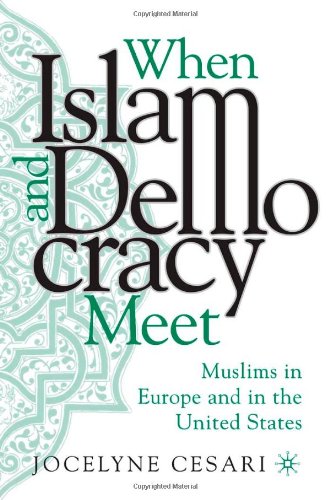 When
Islam
and
Demo
cracy
Meet
Muslims in
Europe and in the
United States
JOCELYNE CESARI